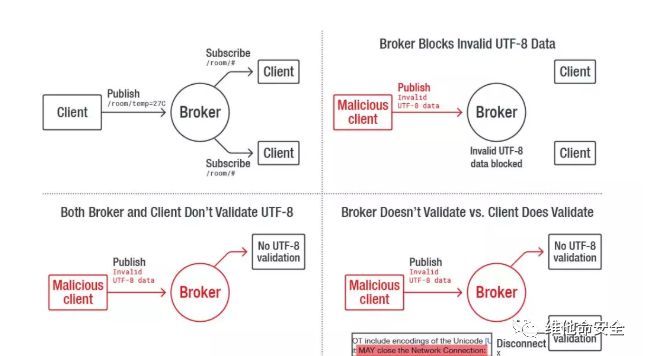 Subscribe
/room/#
Client
Publish
/room/temp=27C
Client
Broker
Client
Subscribe
/room/#
Broker Blocks Invalid UTF-8 Data
Client
Publish
Invalid
UTF-8 data
Malicious
client
Broker
Invalid UTF-8
data blocked
Client
Both Broker and Client Don't Validate UTF-8
No UTF-8
validation
Publish
Invalid
UTF-8 data
Malicious
client
Broker
Broker Doesn't Validate vs. Client Does Validate
No UTF-8
validation
Publish
Invalid
UTF-8 data
Malicious
client
Broker
OT include encodings of the Unicode [U
it MAY close the Network Connection:
Disconnect
x
validation
维他命安全